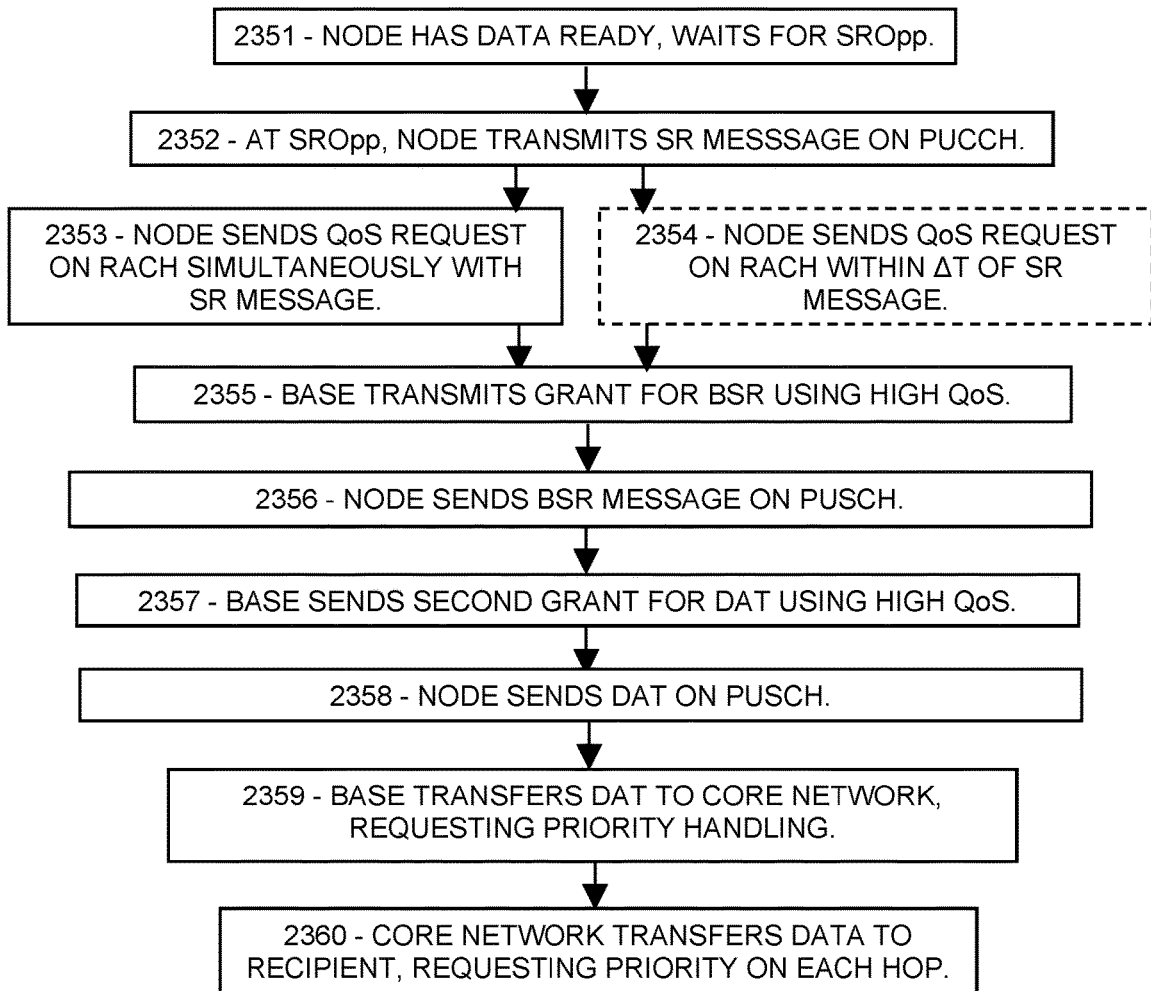 2351 - NODE HAS DATA READY, WAITS FOR SROpp.
2352 - AT SROpp, NODE TRANSMITS SR MESSSAGE ON PUCCH.
2353 - NODE SENDS QoS REQUEST
ON RACH SIMULTANEOUSLY WITH
SR MESSAGE.
2354 - NODE SENDS QoS REQUEST
ON RACH WITHIN ΔT OF SR
MESSAGE.
2355 - BASE TRANSMITS GRANT FOR BSR USING HIGH QoS.
2356 - NODE SENDS BSR MESSAGE ON PUSCH.
2357 - BASE SENDS SECOND GRANT FOR DAT USING HIGH QoS.
2358 - NODE SENDS DAT ON PUSCH.
2359 - BASE TRANSFERS DAT TO CORE NETWORK,
REQUESTING PRIORITY HANDLING.
2360 - CORE NETWORK TRANSFERS DATA TO
RECIPIENT, REQUESTING PRIORITY ON EACH HOP.